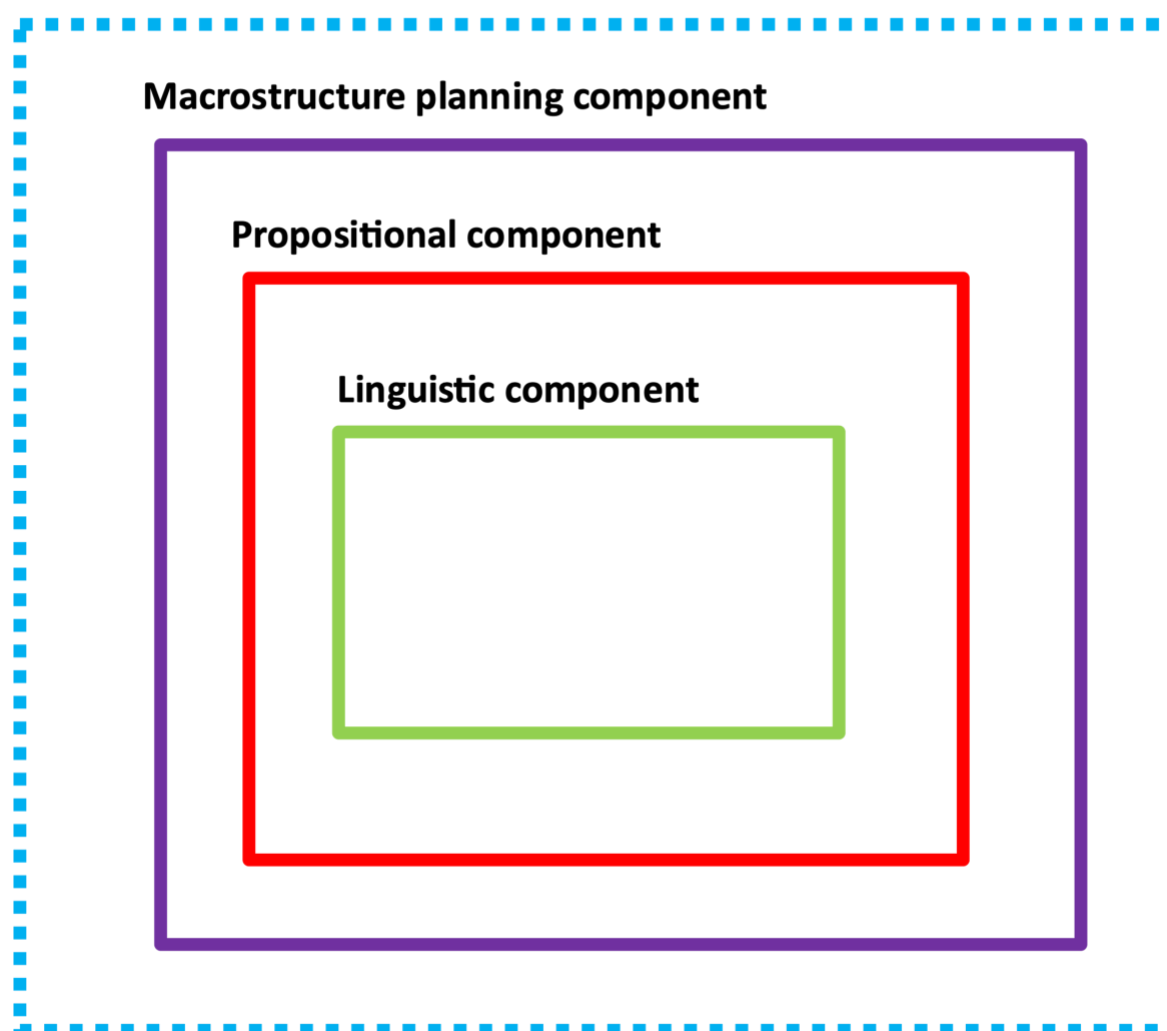 Macrostructure planning component
Propositional component
Linguistic component